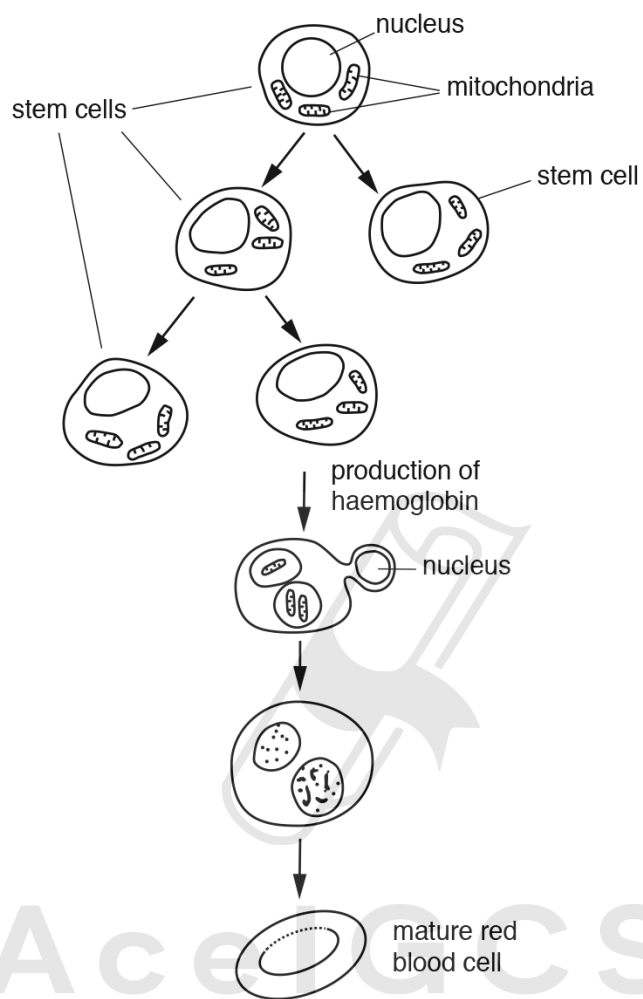 nucleus
mitochondria
stem cells
stem cell
production of
haemoglobin
nucleus
mature red
blood cell
AceIGCS